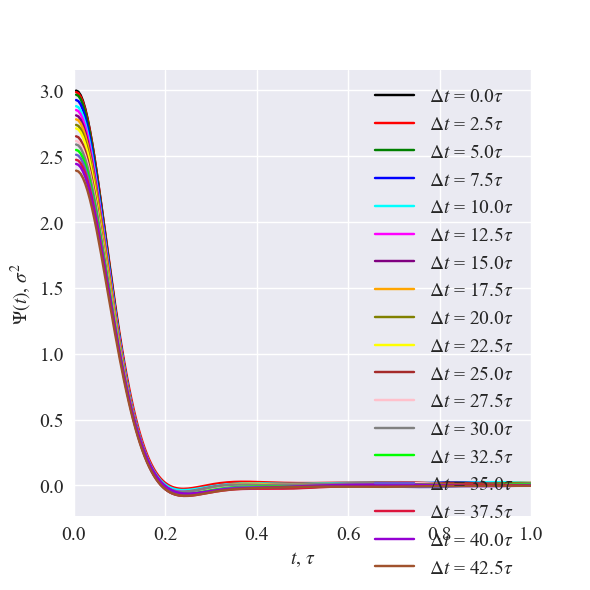 3.0
2.5
2.0
1.5
1.0
0.5
0.0
Ψ(t), σ²
0.0 0.2 0.4 0.6 0.8 1.0
t, τ
Δt = 0.0τ
Δt = 2.5τ
Δt = 5.0τ
Δt = 7.5τ
Δt = 10.0τ
Δt = 12.5τ
Δt = 15.0τ
Δt = 17.5τ
Δt = 20.0τ
Δt = 22.5τ
Δt = 25.0τ
Δt = 27.5τ
Δt = 30.0τ
Δt = 32.5τ
Δt = 35.0τ
Δt = 37.5τ
Δt = 40.0τ
Δt = 42.5τ